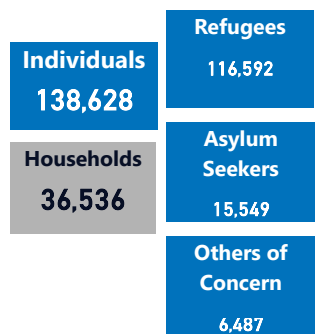 Individuals
138,628
Households
36,536
Refugees
116,592
Asylum
Seekers
15,549
Others of
Concern
6,487